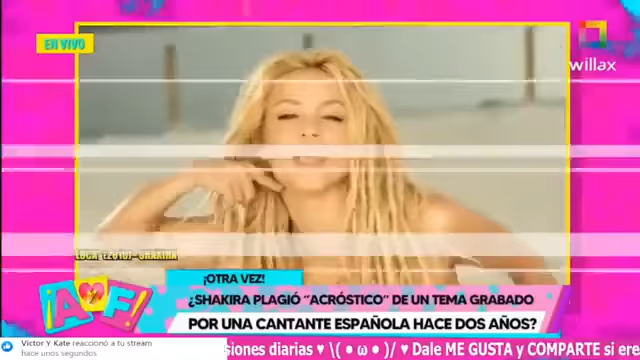 EN VIVO
willax
LOCA (2010)- SHAKIRA
¡OTRA VEZ!
¡A F!
¿SHAKIRA PLAGIÓ “ACRÓSTICO” DE UN TEMA GRABADO
POR UNA CANTANTE ESPAÑOLA HACE DOS AÑOS?
Victor Y Kate reaccionó a tu stream
hace unos segundos
siones diarias ♥ \( • ω • )/ ♥ Dale ME GUSTA y COMPARTE si ere